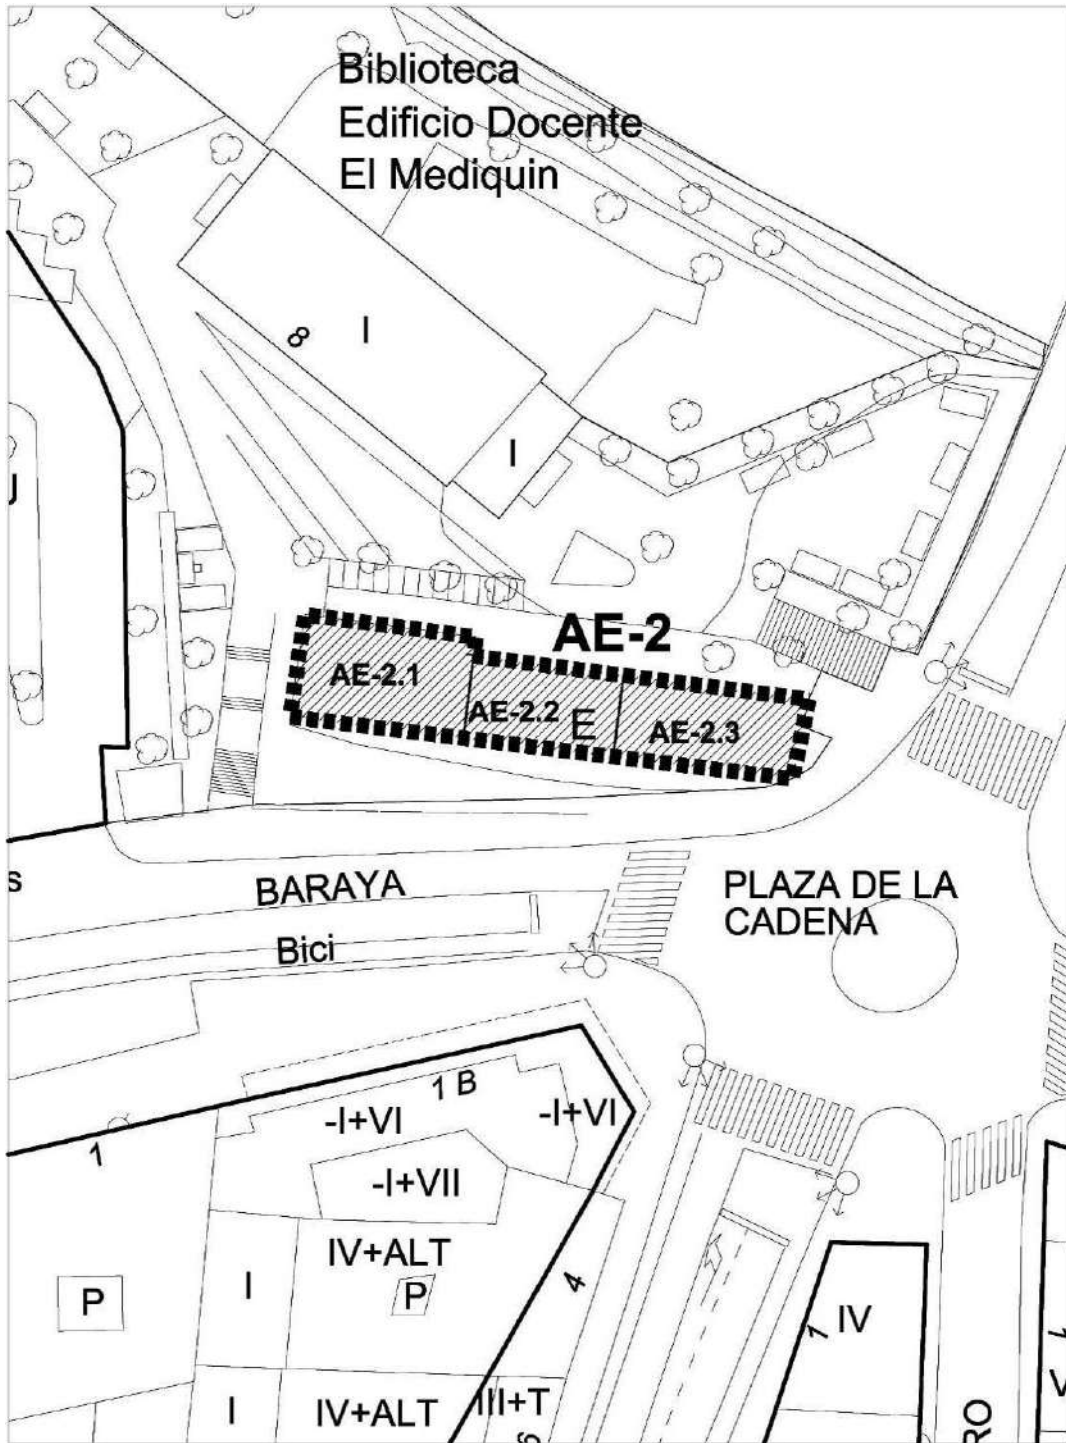 Biblioteca
Edificio Docente
El Mediquin
8
I
I
AE-2
AE-2.1
AE-2.2
E
AE-2.3
s
BARAYA
PLAZA DE LA
CADENA
Bici
1 B
-I+VI
-I+VI
1
-I+VII
IV+ALT
P
I
P
4
IV
1
I
IV+ALT
III+T
6
RO